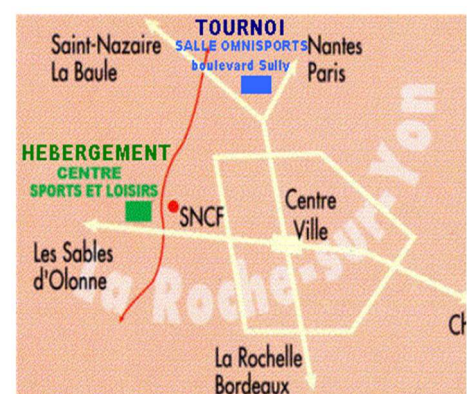 TOURNOI
SALLE OMNISPORTS
boulevard Sully
Saint-Nazaire
La Baule
Nantes
Paris
HEBERGEMENT
CENTRE
SPORTS ET LOISIRS
SNCF
Centre
Ville
Les Sables
d'Olonne
La Roche-sur-Yon
La Rochelle
Bordeaux